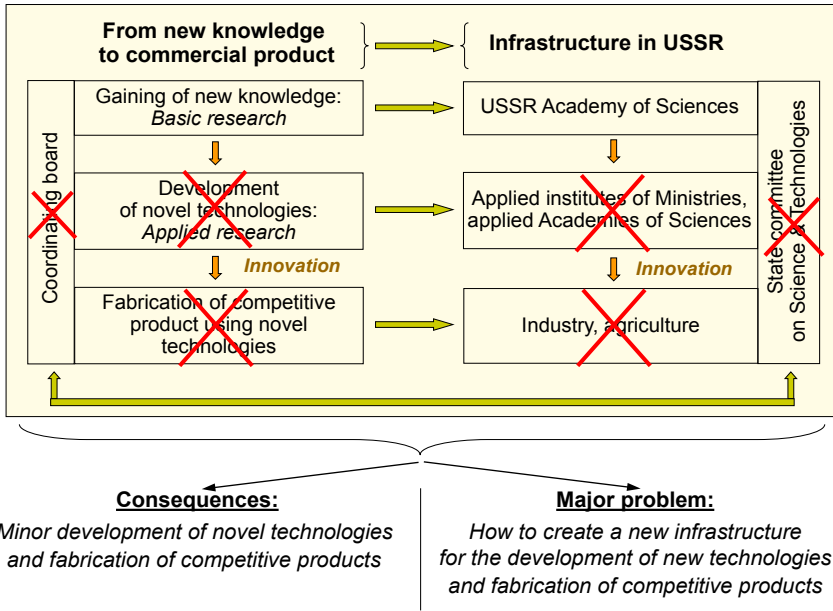 From new knowledge
to commercial product
Infrastructure in USSR
Coordinating board
Gaining of new knowledge:
Basic research
USSR Academy of Sciences
State committee
on Science & Technologies
Development
of novel technologies:
Applied research
Applied institutes of Ministries,
applied Academies of Sciences
Innovation
Innovation
Fabrication of competitive
product using novel
technologies
Industry, agriculture
Consequences:
Minor development of novel technologies
and fabrication of competitive products
Major problem:
How to create a new infrastructure
for the development of new technologies
and fabrication of competitive products